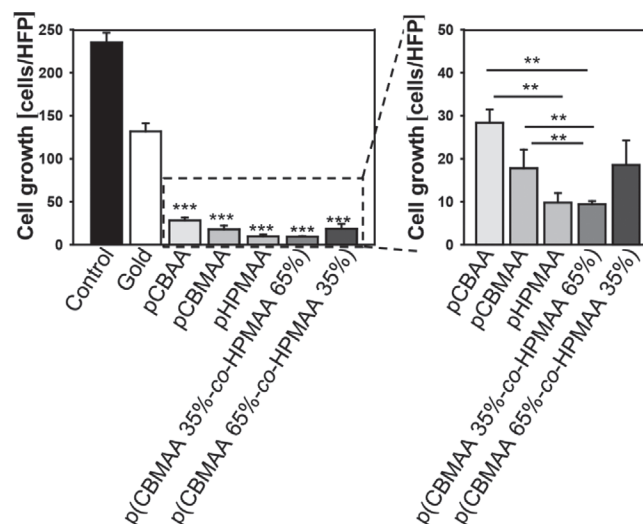 Cell growth [cells/HFP]
250
200
150
100
50
0
***
***
***
***
***
Control
Gold
pCBAA
pCBMAA
pHPMAA
p(CBMAA 35%-co-HPMAA 65%)
p(CBMAA 65%-co-HPMAA 35%)
Cell growth [cells/HFP]
50
40
30
20
10
0
**
**
**
**
pCBAA
pCBMAA
pHPMAA
p(CBMAA 35%-co-HPMAA 65%)
p(CBMAA 65%-co-HPMAA 35%)